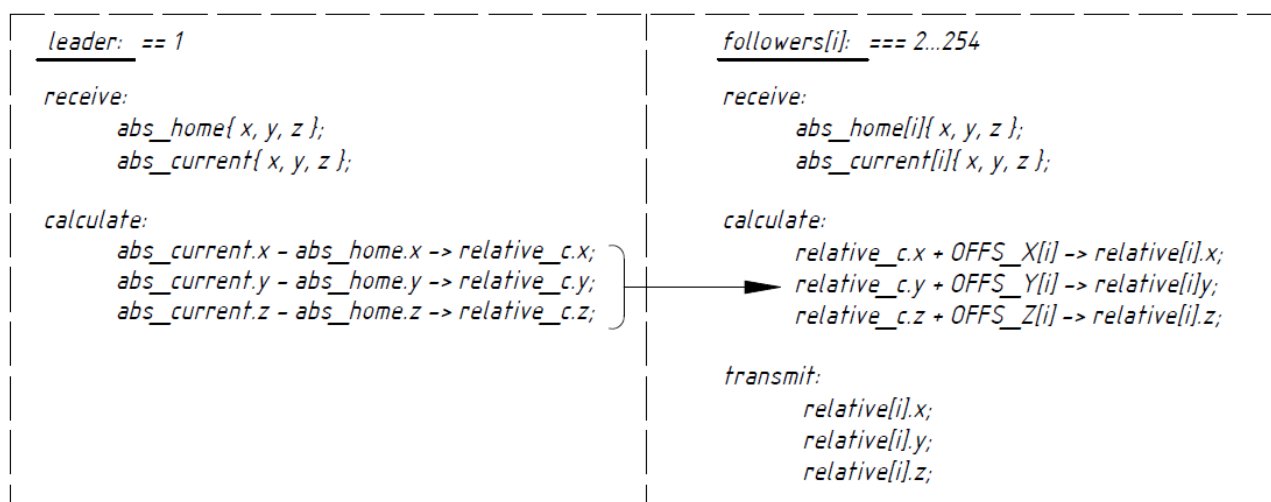 leader: == 1
receive:
abs_home{ x, y, z };
abs_current{ x, y, z };
calculate:
abs_current.x - abs_home.x -> relative_c.x;
abs_current.y - abs_home.y -> relative_c.y;
abs_current.z - abs_home.z -> relative_c.z;
followers[i]: === 2...254
receive:
abs_home[i]{ x, y, z };
abs_current[i]{ x, y, z };
calculate:
relative_c.x + OFFS_X[i] -> relative[i].x;
relative_c.y + OFFS_Y[i] -> relative[i]y;
relative_c.z + OFFS_Z[i] -> relative[i].z;
transmit:
relative[i].x;
relative[i].y;
relative[i].z;